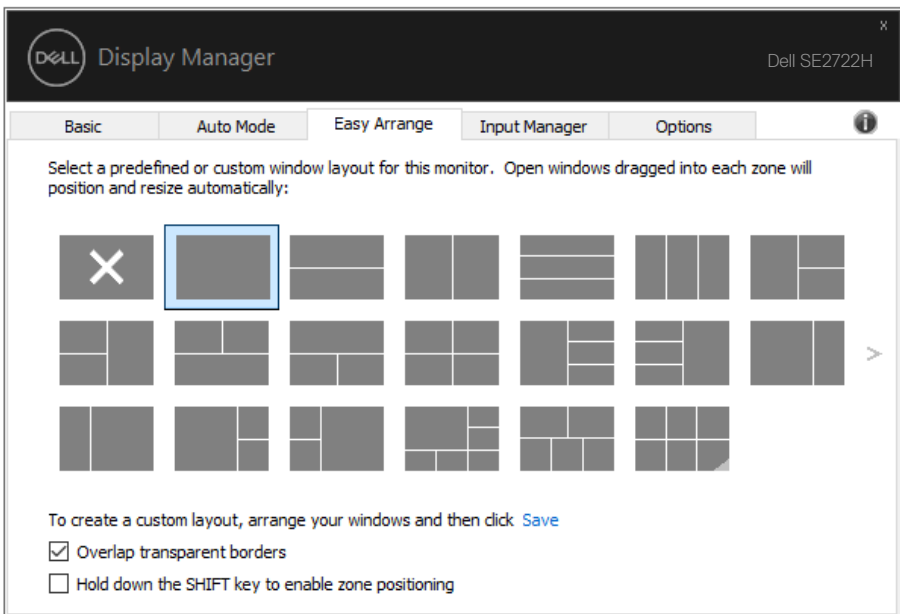 x
DELL Display Manager
Dell SE2722H
Basic Auto Mode Easy Arrange Input Manager Options i
Select a predefined or custom window layout for this monitor. Open windows dragged into each zone will
position and resize automatically:
>
To create a custom layout, arrange your windows and then click Save
Overlap transparent borders
Hold down the SHIFT key to enable zone positioning